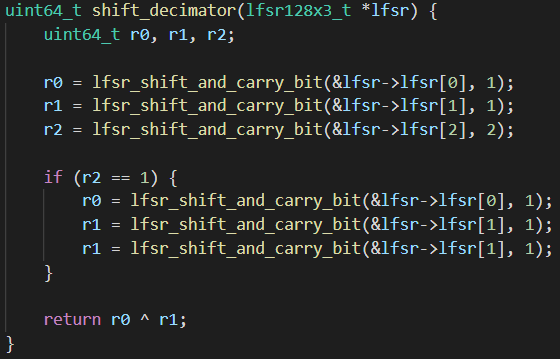 uint64_t shift_decimator(lfsr128x3_t *lfsr) {
    uint64_t r0, r1, r2;

    r0 = lfsr_shift_and_carry_bit(&lfsr->lfsr[0], 1);
    r1 = lfsr_shift_and_carry_bit(&lfsr->lfsr[1], 1);
    r2 = lfsr_shift_and_carry_bit(&lfsr->lfsr[2], 2);

    if (r2 == 1) {
        r0 = lfsr_shift_and_carry_bit(&lfsr->lfsr[0], 1);
        r1 = lfsr_shift_and_carry_bit(&lfsr->lfsr[1], 1);
        r1 = lfsr_shift_and_carry_bit(&lfsr->lfsr[1], 1);
    }

    return r0 ^ r1;
}